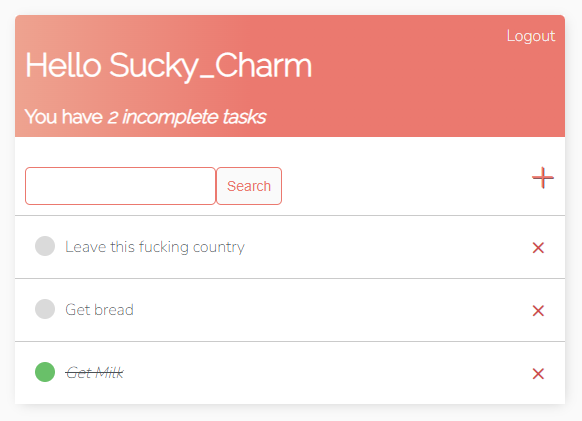 Logout
Hello Sucky_Charm
You have 2 incomplete tasks
Search
Leave this fucking country
Get bread
Get Milk